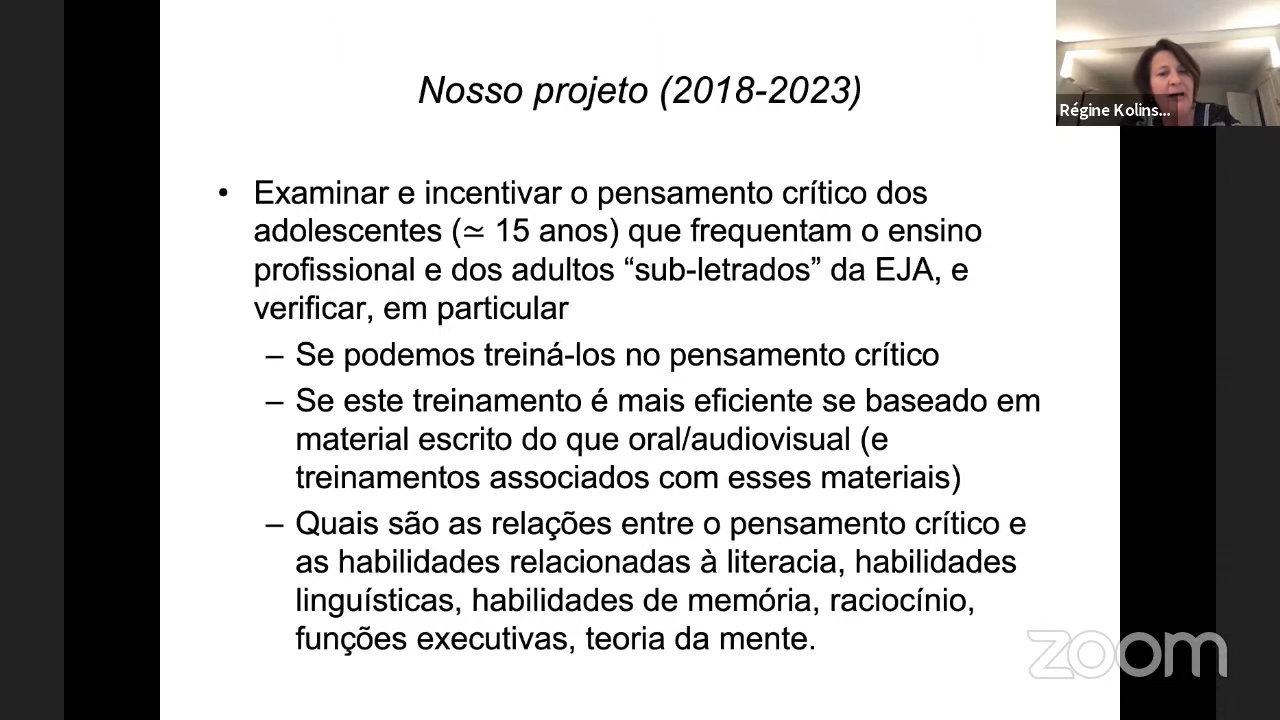 Nosso projeto (2018-2023)
Régine Kolins...
• Examinar e incentivar o pensamento crítico dos
adolescentes (≃ 15 anos) que frequentam o ensino
profissional e dos adultos “sub-letrados” da EJA, e
verificar, em particular
– Se podemos treiná-los no pensamento crítico
– Se este treinamento é mais eficiente se baseado em
material escrito do que oral/audiovisual (e
treinamentos associados com esses materiais)
– Quais são as relações entre o pensamento crítico e
as habilidades relacionadas à literacia, habilidades
linguísticas, habilidades de memória, raciocínio,
funções executivas, teoria da mente.
zoom